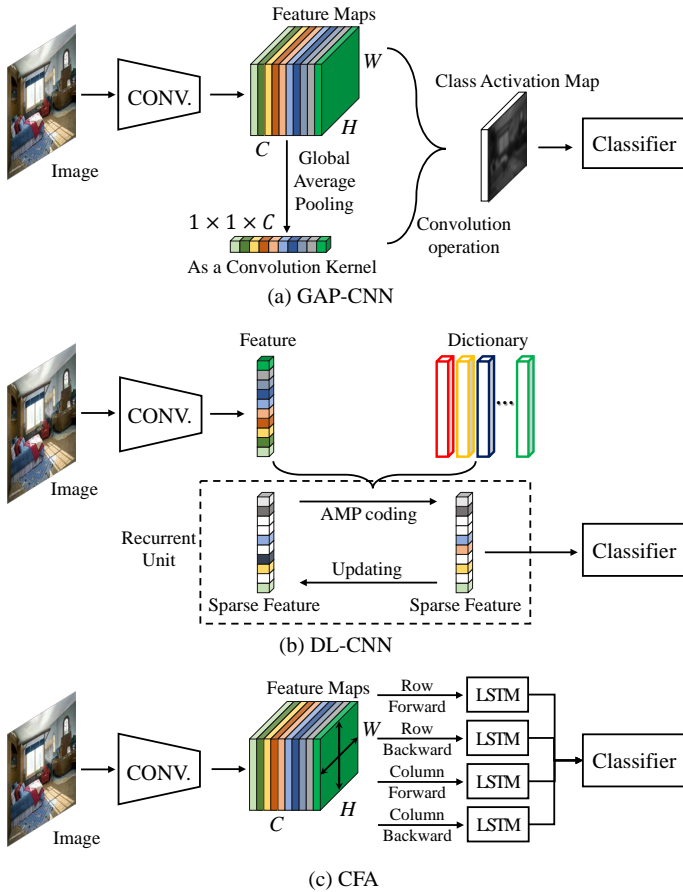 Feature Maps
W
CONV.
Class Activation Map
Classifier
H
C
Image
Global
Average
Pooling
1 × 1 × C
Convolution
operation
As a Convolution Kernel
(a) GAP-CNN
Feature
Dictionary
...
CONV.
Image
AMP coding
Recurrent
Unit
Classifier
Updating
Sparse Feature
Sparse Feature
(b) DL-CNN
Feature Maps
Row
Forward
LSTM
W
Row
Backward
LSTM
CONV.
Classifier
Column
Forward
LSTM
H
C
Column
Backward
LSTM
Image
(c) CFA